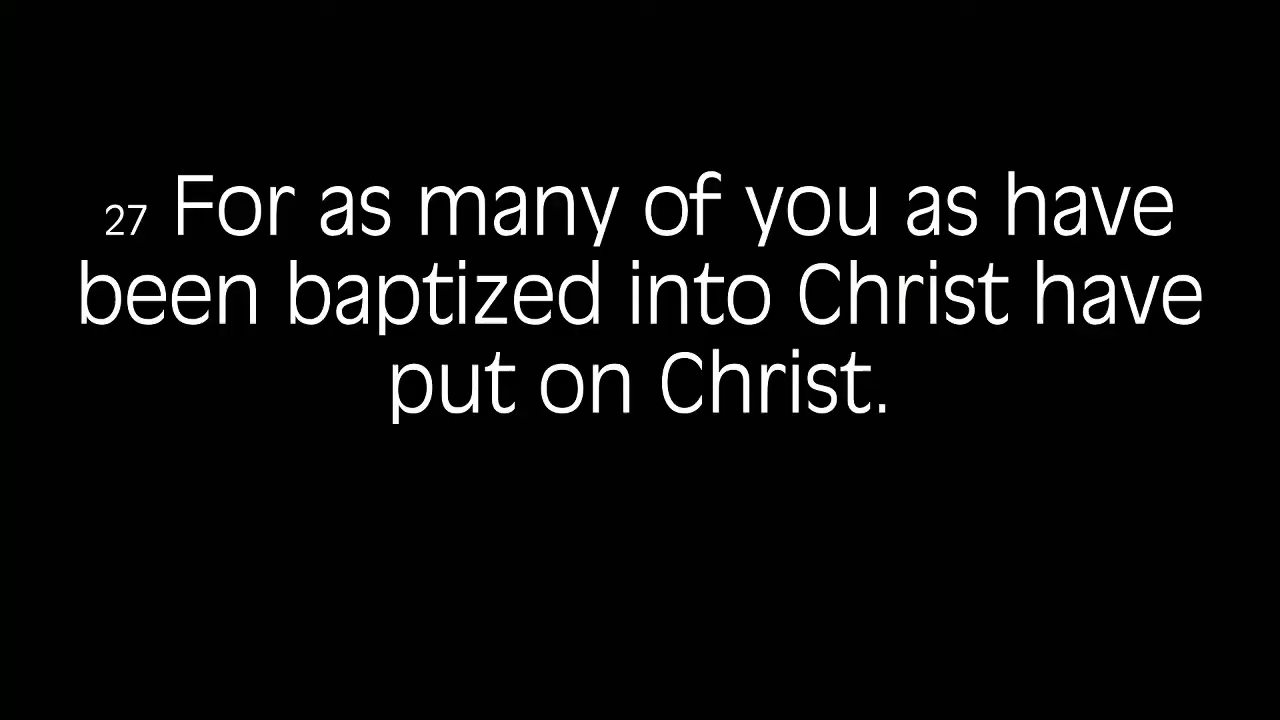 27 For as many of you as have
been baptized into Christ have
put on Christ.